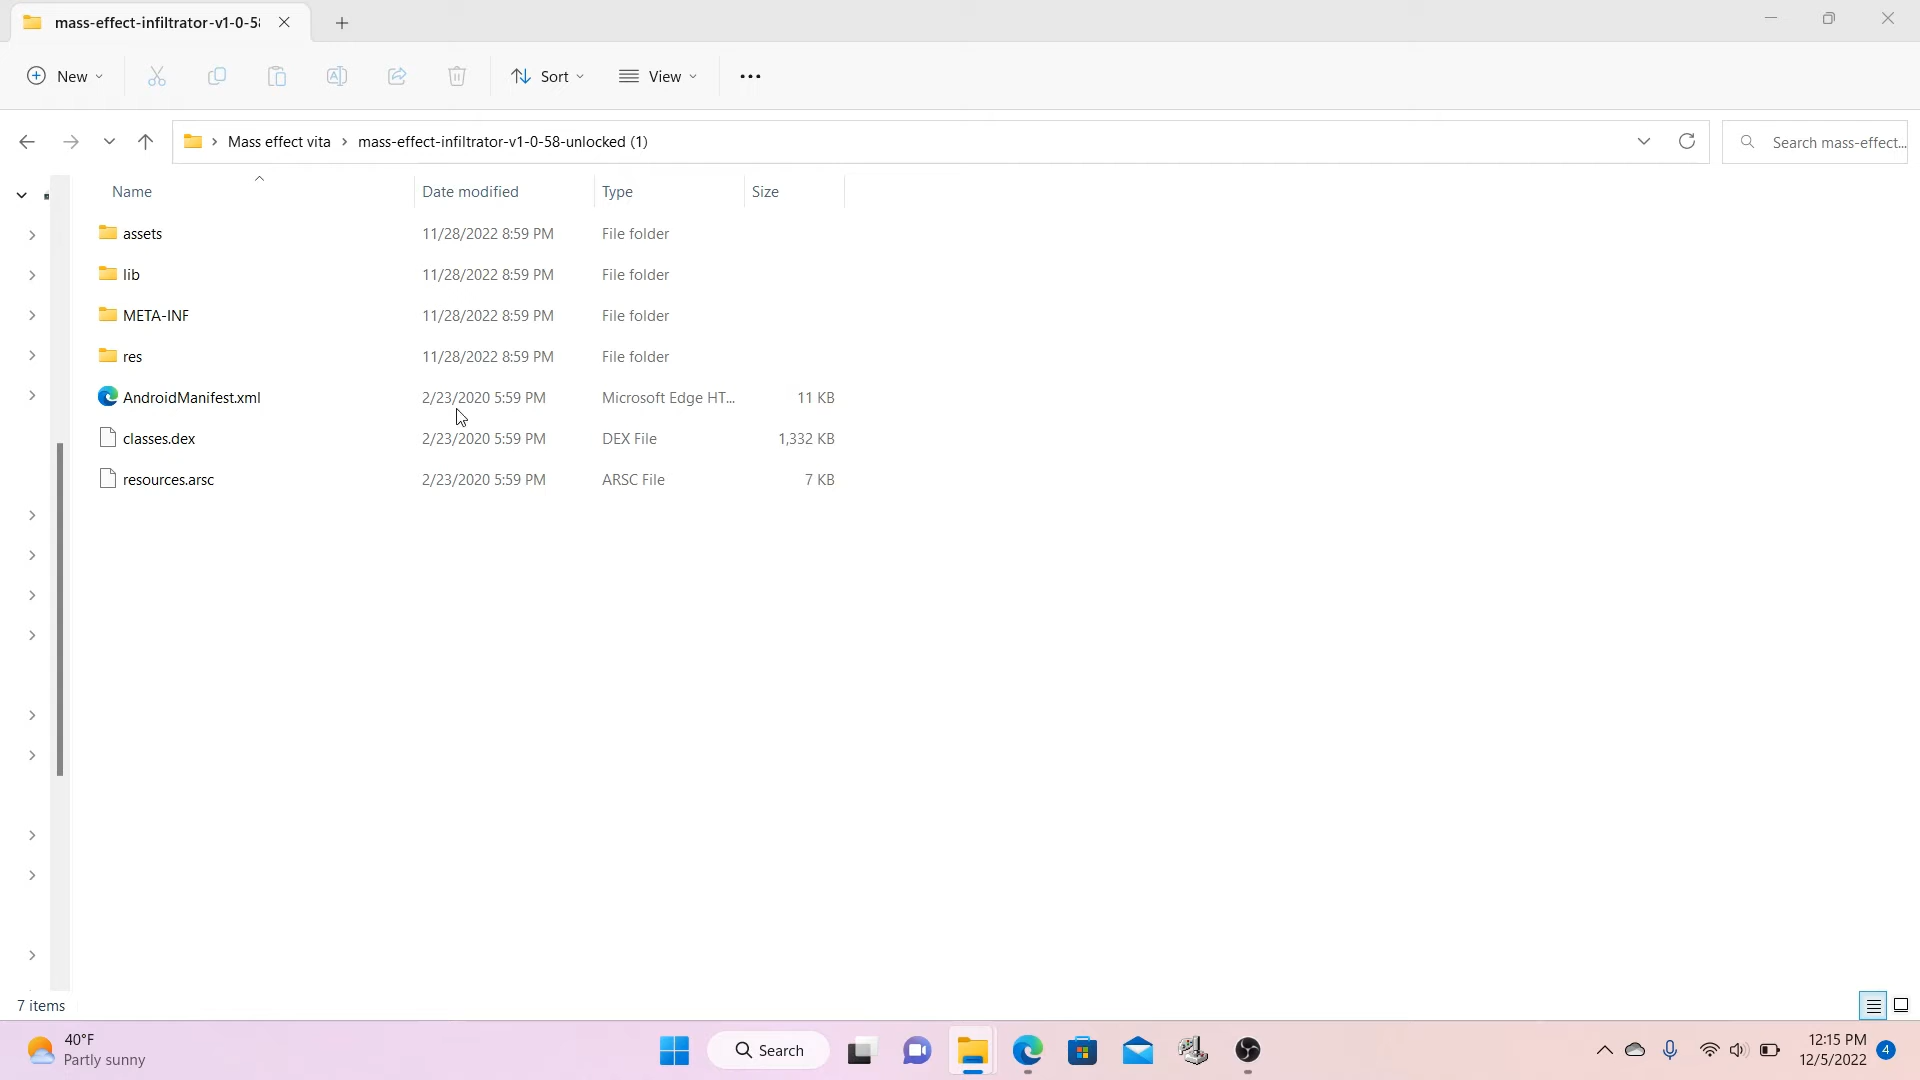 mass-effect-infiltrator-v1-0-58
New
Sort
View
Mass effect vita
mass-effect-infiltrator-v1-0-58-unlocked (1)
Search mass-effect...
Name Date modified Type Size
assets 11/28/2022 8:59 PM File folder
lib 11/28/2022 8:59 PM File folder
META-INF 11/28/2022 8:59 PM File folder
res 11/28/2022 8:59 PM File folder
AndroidManifest.xml 2/23/2020 5:59 PM Microsoft Edge HT... 11 KB
classes.dex 2/23/2020 5:59 PM DEX File 1,332 KB
resources.arsc 2/23/2020 5:59 PM ARSC File 7 KB
7 items
40°F
Partly sunny
Search
12:15 PM
12/5/2022
4